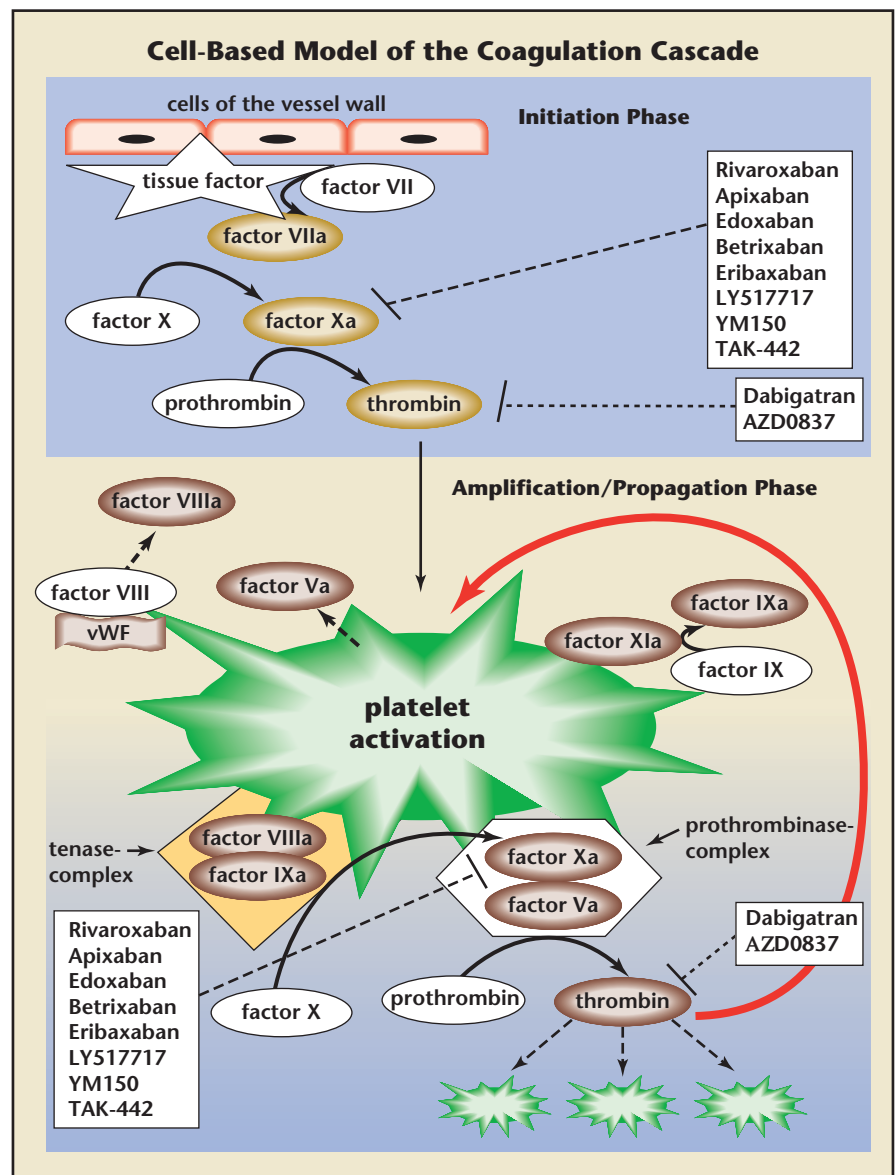 Cell-Based Model of the Coagulation Cascade
cells of the vessel wall
Initiation Phase
tissue factor
factor VII
factor VIIa
Rivaroxaban
Apixaban
Edoxaban
Betrixaban
Eribaxaban
LY517717
YM150
TAK-442
factor X
factor Xa
prothrombin
thrombin
Dabigatran
AZD0837
Amplification/Propagation Phase
factor VIIIa
factor VIII
vWF
factor Va
factor IXa
factor XIa
factor IX
platelet
activation
tenase-
complex
factor VIIIa
factor IXa
factor Xa
factor Va
prothrombinase-
complex
Rivaroxaban
Apixaban
Edoxaban
Betrixaban
Eribaxaban
LY517717
YM150
TAK-442
factor X
prothrombin
thrombin
Dabigatran
AZD0837